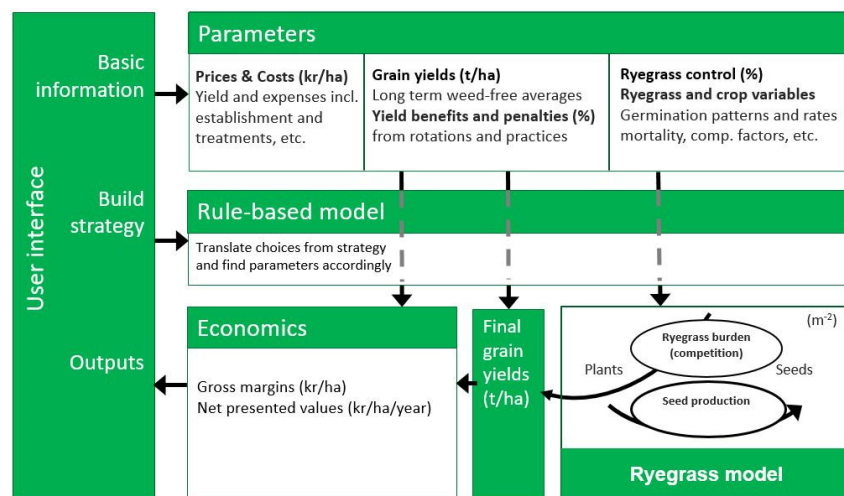 User interface
Basic
information
Build
strategy
Outputs
Parameters
Prices & Costs (kr/ha)
Yield and expenses incl.
establishment and
treatments, etc.
Grain yields (t/ha)
Long term weed-free averages
Yield benefits and penalties (%)
from rotations and practices
Ryegrass control (%)
Ryegrass and crop variables
Germination patterns and rates
mortality, comp. factors, etc.
Rule-based model
Translate choices from strategy
and find parameters accordingly
Economics
Gross margins (kr/ha)
Net presented values (kr/ha/year)
Final
grain
yields
(t/ha)
(m⁻²)
Ryegrass burden
(competition)
Plants
Seeds
Seed production
Ryegrass model